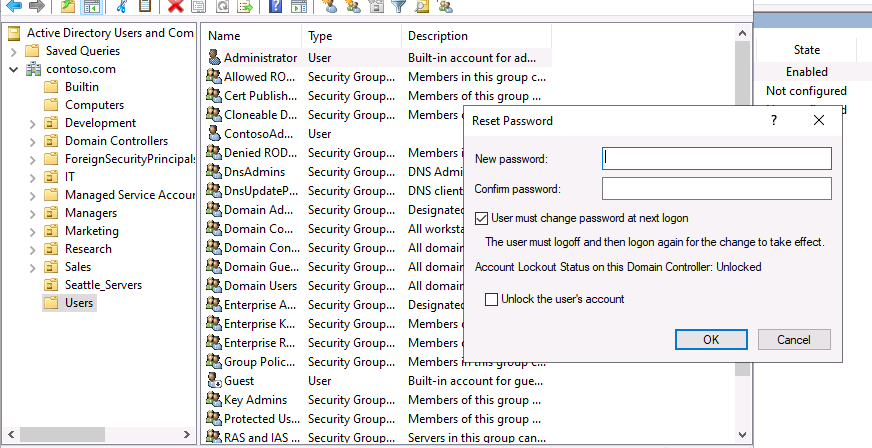 Active Directory Users and Com
Saved Queries
contoso.com
Builtin
Computers
Development
Domain Controllers
ForeignSecurityPrincipals
IT
Managed Service Accour
Managers
Marketing
Research
Sales
Seattle_Servers
Users
Name Type Description
Administrator User Built-in account for ad...
Allowed RO... Security Group... Members in this group c...
Cert Publish... Security Group... Members of this group ...
Cloneable D... Security Group... Members of this group ...
ContosoAd... User
Denied ROD... Security Group... Members i
DnsAdmins Security Group... DNS Admi
DnsUpdateP... Security Group... DNS client
Domain Ad... Security Group... Designated
Domain Co... Security Group... All worksta
Domain Con... Security Group... All domai
Domain Gue... Security Group... All domai
Domain Users Security Group... All domai
Enterprise A... Security Group... Designated
Enterprise K... Security Group... Members o
Enterprise R... Security Group... Members o
Group Polic... Security Group... Members in this group c...
Guest User Built-in account for gue...
Key Admins Security Group... Members of this group ...
Protected Us... Security Group... Members of this group ...
RAS and IAS ... Security Group... Servers in this group can...
State
Enabled
Not configured
Reset Password
New password:
Confirm password:
User must change password at next logon
The user must logoff and then logon again for the change to take effect.
Account Lockout Status on this Domain Controller: Unlocked
Unlock the user's account
OK Cancel